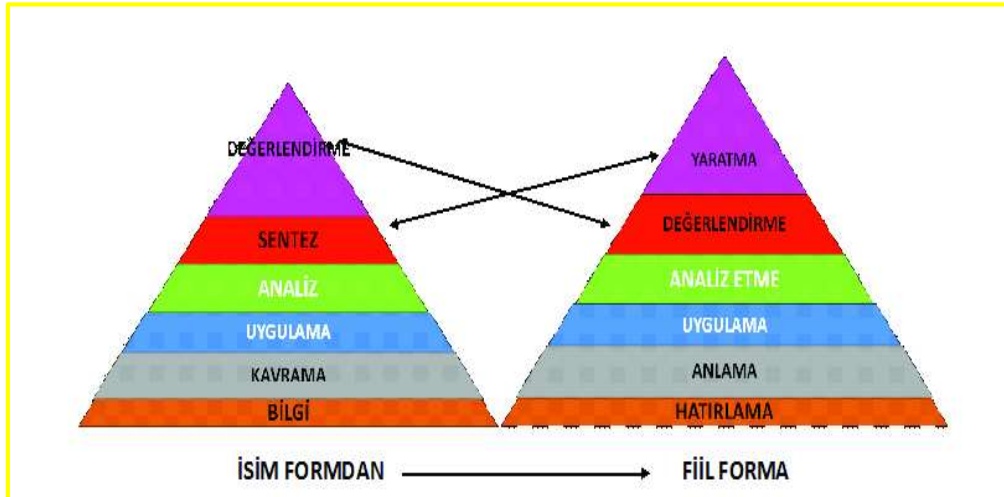 DEĞERLENDİRME
SENTEZ
ANALİZ
UYGULAMA
KAVRAMA
BİLGİ
YARATMA
DEĞERLENDİRME
ANALİZ ETME
UYGULAMA
ANLAMA
HATIRLAMA
İSİM FORMDAN
FİİL FORMA